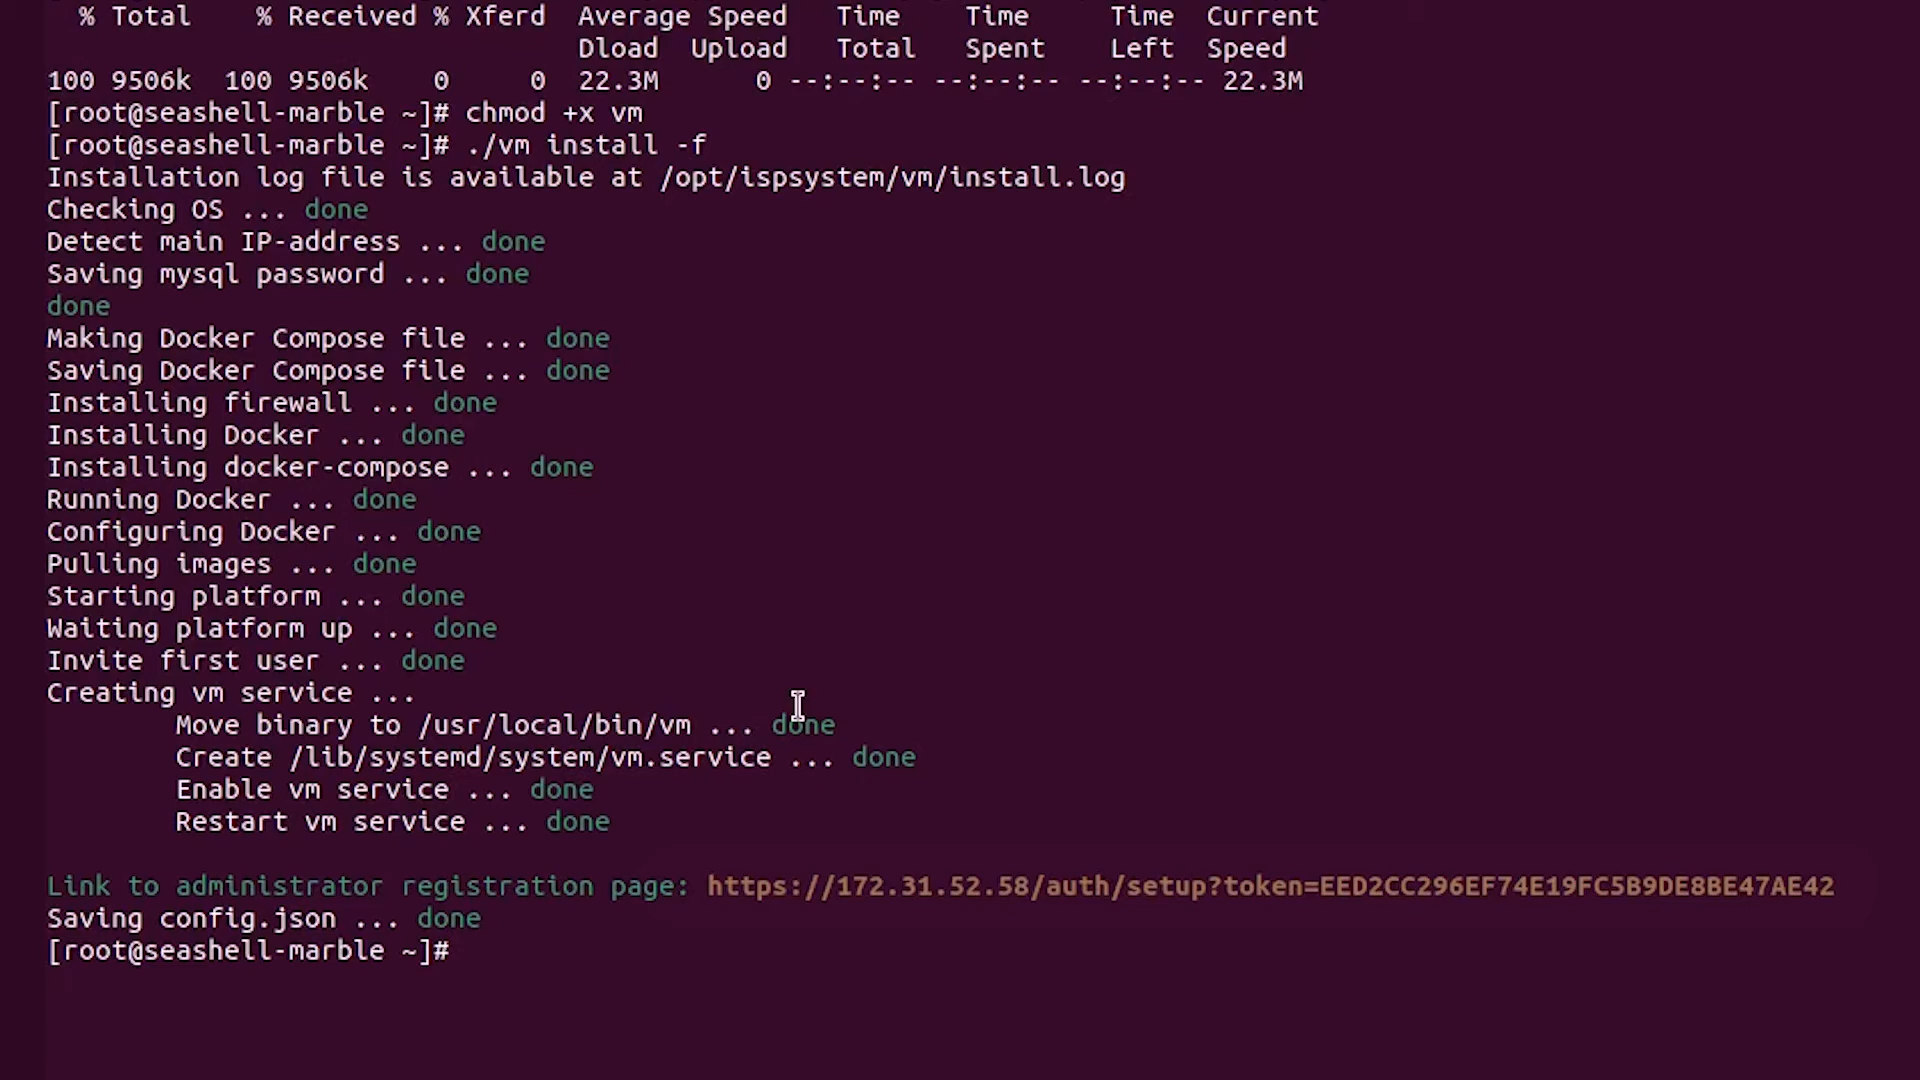 % Total % Received % Xferd Average Speed Time Time Time Current
Dload Upload Total Spent Left Speed
100 9506k 100 9506k 0 0 22.3M 0 --:--:-- --:--:-- --:--:-- 22.3M
[root@seashell-marble ~]# chmod +x vm
[root@seashell-marble ~]# ./vm install -f
Installation log file is available at /opt/ispsystem/vm/install.log
Checking OS ... done
Detect main IP-address ... done
Saving mysql password ... done
done
Making Docker Compose file ... done
Saving Docker Compose file ... done
Installing firewall ... done
Installing Docker ... done
Installing docker-compose ... done
Running Docker ... done
Configuring Docker ... done
Pulling images ... done
Starting platform ... done
Waiting platform up ... done
Invite first user ... done
Creating vm service ...
Move binary to /usr/local/bin/vm ... done
Create /lib/systemd/system/vm.service ... done
Enable vm service ... done
Restart vm service ... done
Link to administrator registration page: https://172.31.52.58/auth/setup?token=EED2CC296EF74E19FC5B9DE8BE47AE42
Saving config.json ... done
[root@seashell-marble ~]#